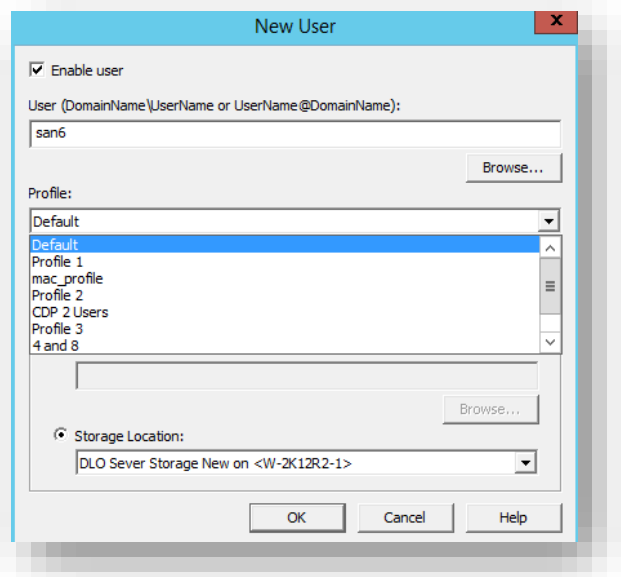 New User
x
Enable user
User (DomainName\UserName or UserName@DomainName):
san6
Browse...
Profile:
Default
Default
Profile 1
mac_profile
Profile 2
CDP 2 Users
Profile 3
4 and 8
Browse...
Storage Location:
DLO Sever Storage New on <W-2K12R2-1>
OK Cancel Help